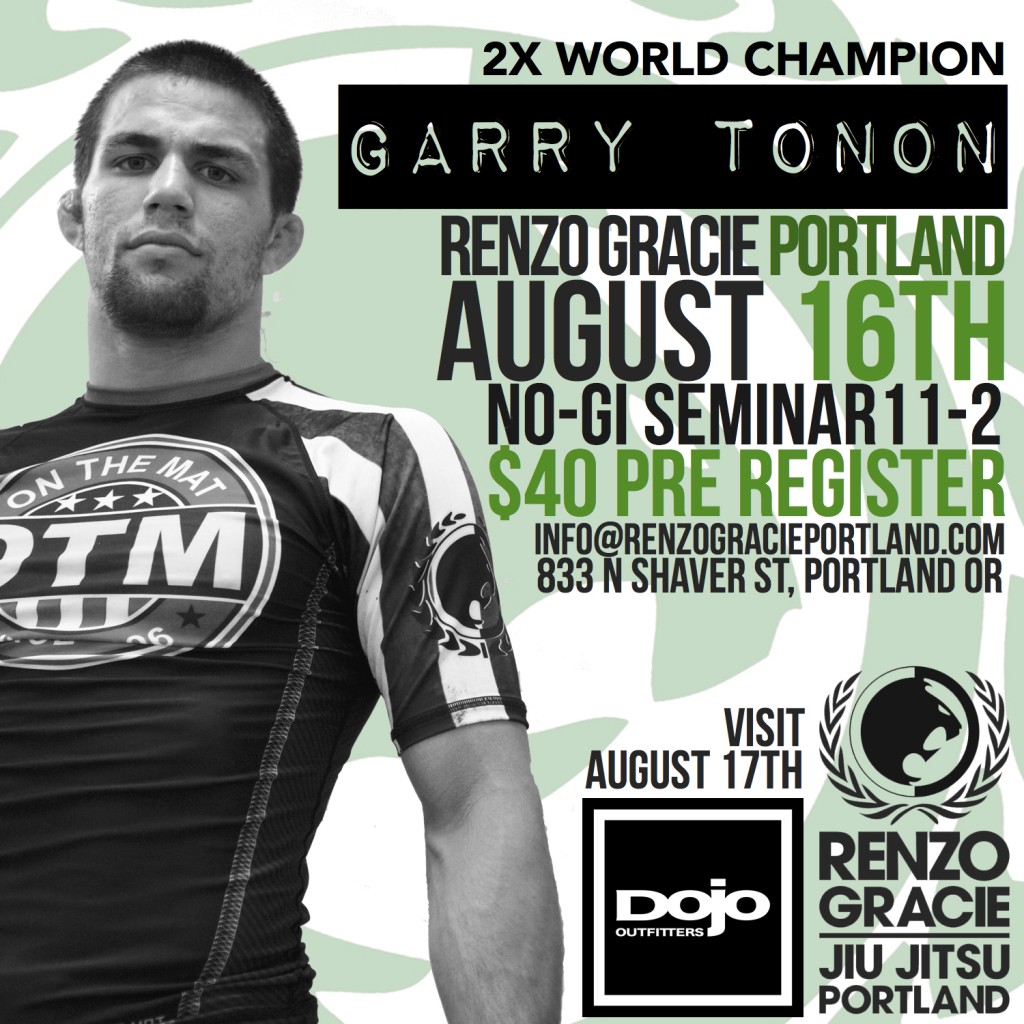 2X WORLD CHAMPION
GARRY TONON
RENZO GRACIE PORTLAND
AUGUST 16TH
NO-GI SEMINAR 11-2
$40 PRE REGISTER
INFO@RENZOGRACIEPORTLAND.COM
833 N SHAVER ST, PORTLAND OR
ON THE MAT
OTM
06
VISIT
AUGUST 17TH
DOJO
OUTFITTERS
RENZO
GRACIE
JIU JITSU
PORTLAND